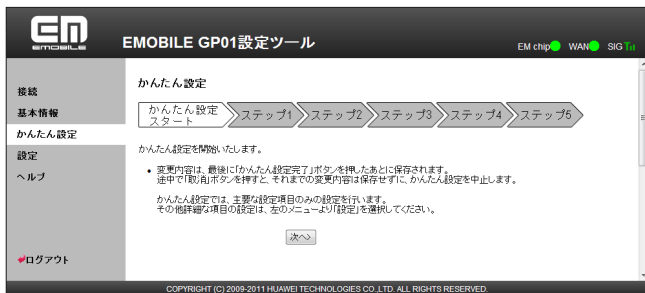 EM
EMOBILE
EMOBILE GP01設定ツール
EM chip WAN SIG
接続
基本情報
かんたん設定
設定
ヘルプ
ログアウト
かんたん設定
かんたん設定
スタート
ステップ1
ステップ2
ステップ3
ステップ4
ステップ5
かんたん設定を開始いたします。
• 変更内容は、最後に「かんたん設定完了」ボタンを押したあとに保存されます。
途中で「取消」ボタンを押すと、それまでの変更内容は保存せずに、かんたん設定を中止します。
かんたん設定では、主要な設定項目のみの設定を行います。
その他詳細な項目の設定は、左のメニューより「設定」を選択してください。
次へ>
COPYRIGHT (C) 2009-2011 HUAWEI TECHNOLOGIES CO.,LTD. ALL RIGHTS RESERVED.